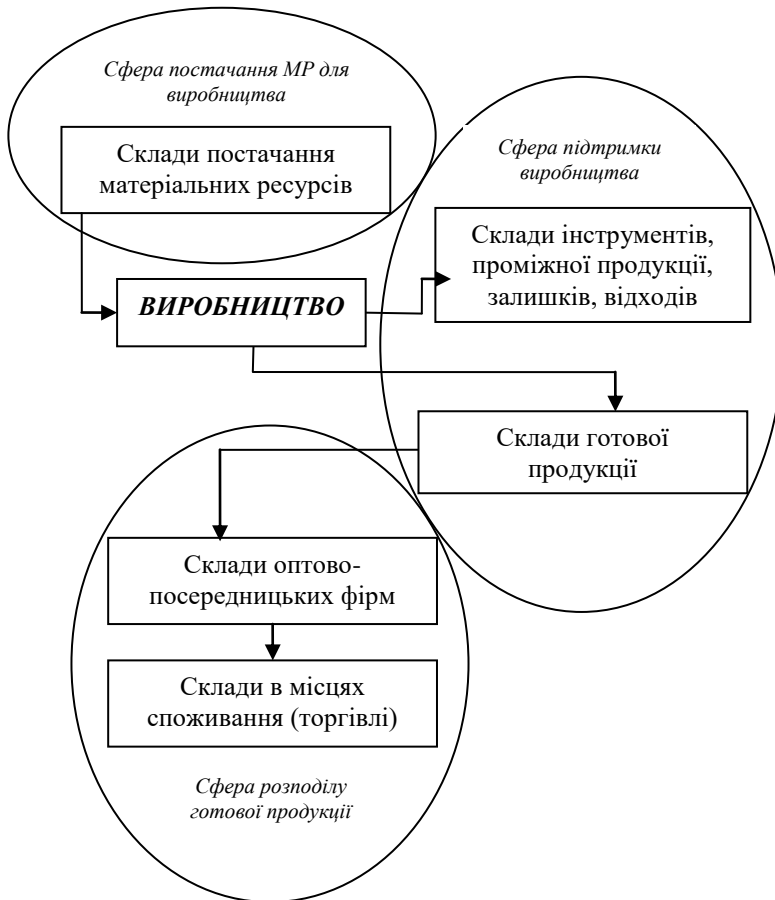 Сфера постачання МР для
виробництва
Склади постачання
матеріальних ресурсів
Сфера підтримки
виробництва
Склади інструментів,
проміжної продукції,
залишків, відходів
ВИРОБНИЦТВО
Склади готової
продукції
Склади оптово-
посередницьких фірм
Склади в місцях
споживання (торгівлі)
Сфера розподілу
готової продукції